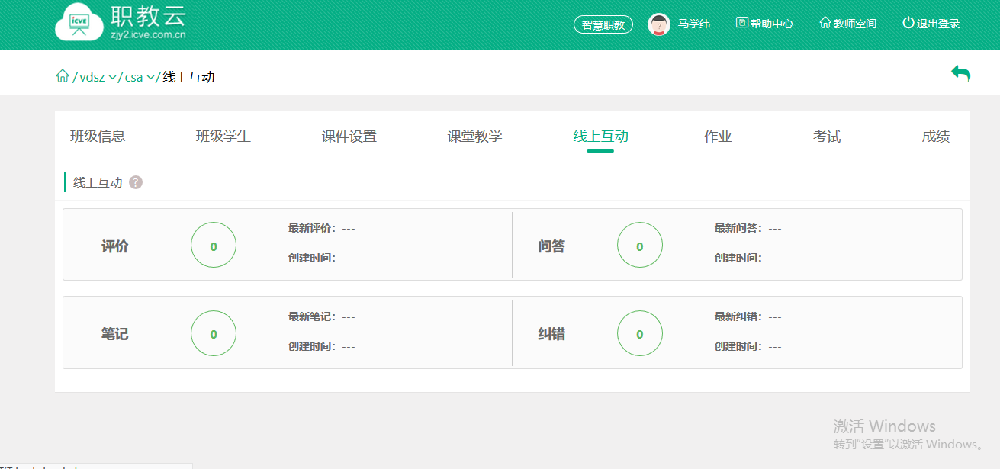 icve 职教云
zjy2.icve.com.cn
智慧职教 马学纬 帮助中心 教师空间 退出登录
/ vdsz / csa / 线上互动
班级信息 班级学生 课件设置 课堂教学 线上互动 作业 考试 成绩
线上互动 ?
评价 0 最新评价：--- 问答 0 最新问答：---
创建时间：--- 创建时间： ---
笔记 0 最新笔记：--- 纠错 0 最新纠错：---
创建时间：--- 创建时间：---
激活 Windows
转到"设置"以激活 Windows。